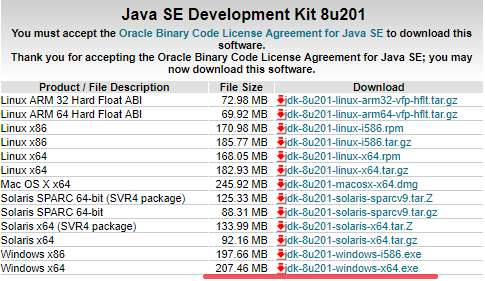 Java SE Development Kit 8u201
You must accept the Oracle Binary Code License Agreement for Java SE to download this
software.
Thank you for accepting the Oracle Binary Code License Agreement for Java SE; you may
now download this software.
Product / File Description File Size Download
Linux ARM 32 Hard Float ABI 72.98 MB jdk-8u201-linux-arm32-vfp-hflt.tar.gz
Linux ARM 64 Hard Float ABI 69.92 MB jdk-8u201-linux-arm64-vfp-hflt.tar.gz
Linux x86 170.98 MB jdk-8u201-linux-i586.rpm
Linux x86 185.77 MB jdk-8u201-linux-i586.tar.gz
Linux x64 168.05 MB jdk-8u201-linux-x64.rpm
Linux x64 182.93 MB jdk-8u201-linux-x64.tar.gz
Mac OS X x64 245.92 MB jdk-8u201-macosx-x64.dmg
Solaris SPARC 64-bit (SVR4 package) 125.33 MB jdk-8u201-solaris-sparcv9.tar.Z
Solaris SPARC 64-bit 88.31 MB jdk-8u201-solaris-sparcv9.tar.gz
Solaris x64 (SVR4 package) 133.99 MB jdk-8u201-solaris-x64.tar.Z
Solaris x64 92.16 MB jdk-8u201-solaris-x64.tar.gz
Windows x86 197.66 MB jdk-8u201-windows-i586.exe
Windows x64 207.46 MB jdk-8u201-windows-x64.exe